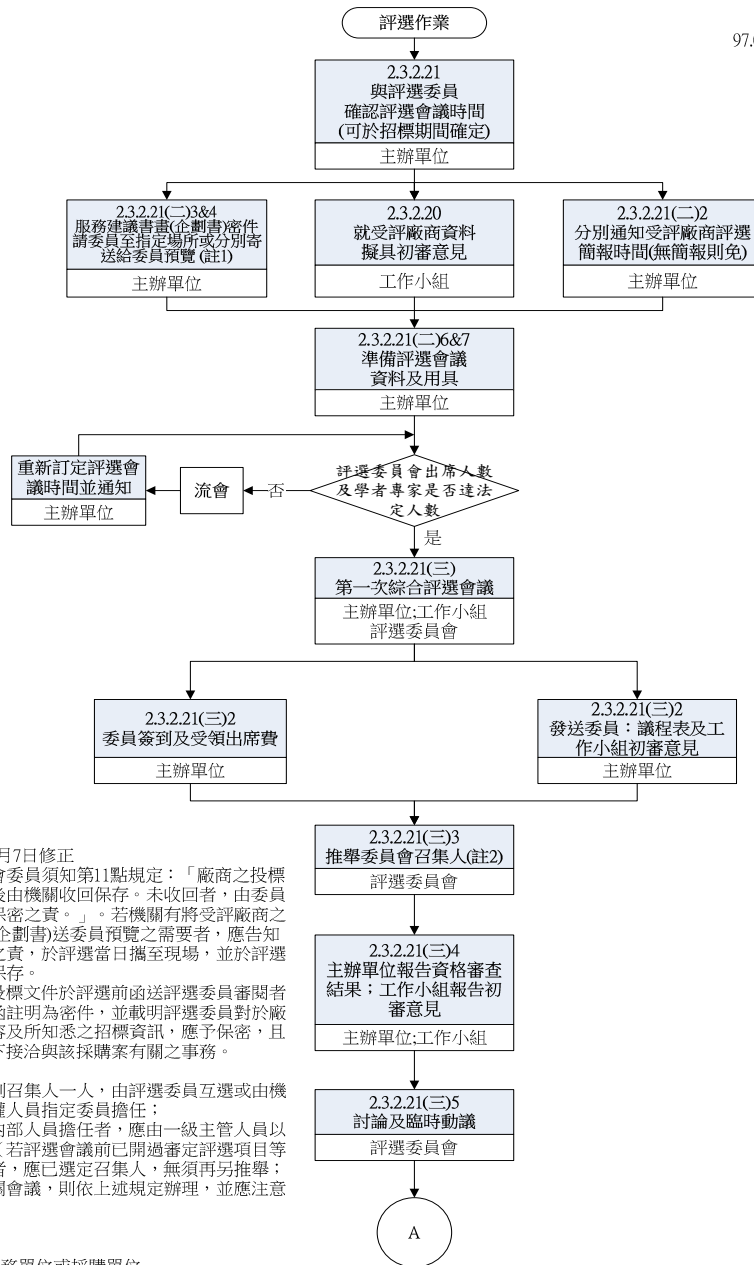 評選作業
97.
2.3.2.21
與評選委員
確認評選會議時間
(可於招標期間確定)
主辦單位
2.3.2.21(二)3&4
服務建議書畫(企劃書)密件
請委員至指定場所或分別寄
送給委員預覽 (註1)
主辦單位
2.3.2.20
就受評廠商資料
擬具初審意見
工作小組
2.3.2.21(二)2
分別通知受評廠商評選
簡報時間(無簡報則免)
主辦單位
2.3.2.21(二)6&7
準備評選會議
資料及用具
主辦單位
重新訂定評選會
議時間並通知
主辦單位
流會
否
評選委員會出席人數
及學者專家是否達法
定人數
是
2.3.2.21(三)
第一次綜合評選會議
主辦單位;工作小組
評選委員會
2.3.2.21(三)2
委員簽到及受領出席費
主辦單位
2.3.2.21(三)2
發送委員：議程表及工
作小組初審意見
主辦單位
2.3.2.21(三)3
推舉委員會召集人(註2)
評選委員會
2.3.2.21(三)4
主辦單位報告資格審查
結果；工作小組報告初
審意見
主辦單位;工作小組
2.3.2.21(三)5
討論及臨時動議
評選委員會
A
月7日修正
會委員須知第11點規定：「廠商之投標
後由機關收回保存。未收回者，由委員
保密之責。」。若機關有將受評廠商之
企劃書)送委員預覽之需要者，應告知
之責，於評選當日攜至現場，並於評選
保存。
投標文件於評選前函送評選委員審閱者
函註明為密件，並載明評選委員對於廠
容及所知悉之招標資訊，應予保密，且
下接洽與該採購案有關之事務。
召集人一人，由評選委員互選或由機
權人員指定委員擔任；
內部人員擔任者，應由一級主管人員以
（若評選會議前已開過審定評選項目等
者，應已選定召集人，無須再另推舉；
關會議，則依上述規定辦理，並應注意
務單位或採購單位